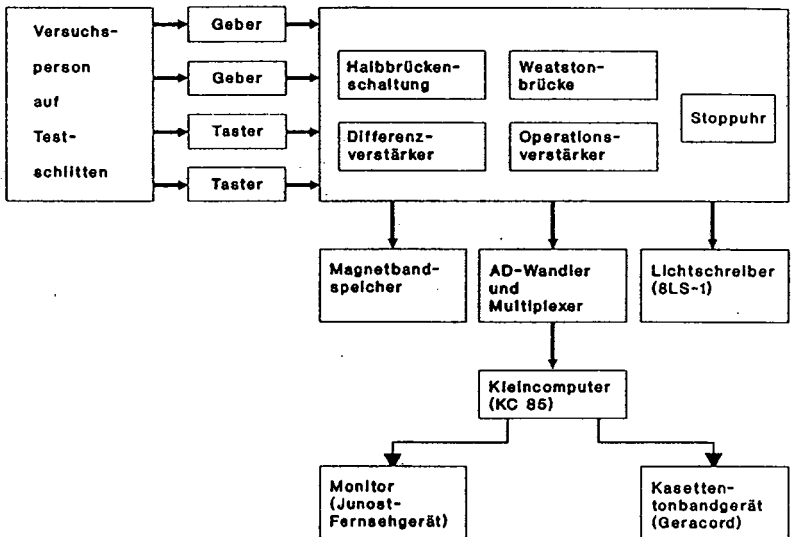 Versuchs-
person
auf
Test-
schlitten
Geber
Geber
Taster
Taster
Halbbrücken-
schaltung
Weatston-
brücke
Differenz-
verstärker
Operations-
verstärker
Stoppuhr
Magnetband-
speicher
AD-Wandler
und
Multiplexer
Lichtschreiber
(8LS-1)
Kleincomputer
(KC 85)
Monitor
(Junost-
Fernsehgerät)
Kasetten-
tonbandgerät
(Geracord)